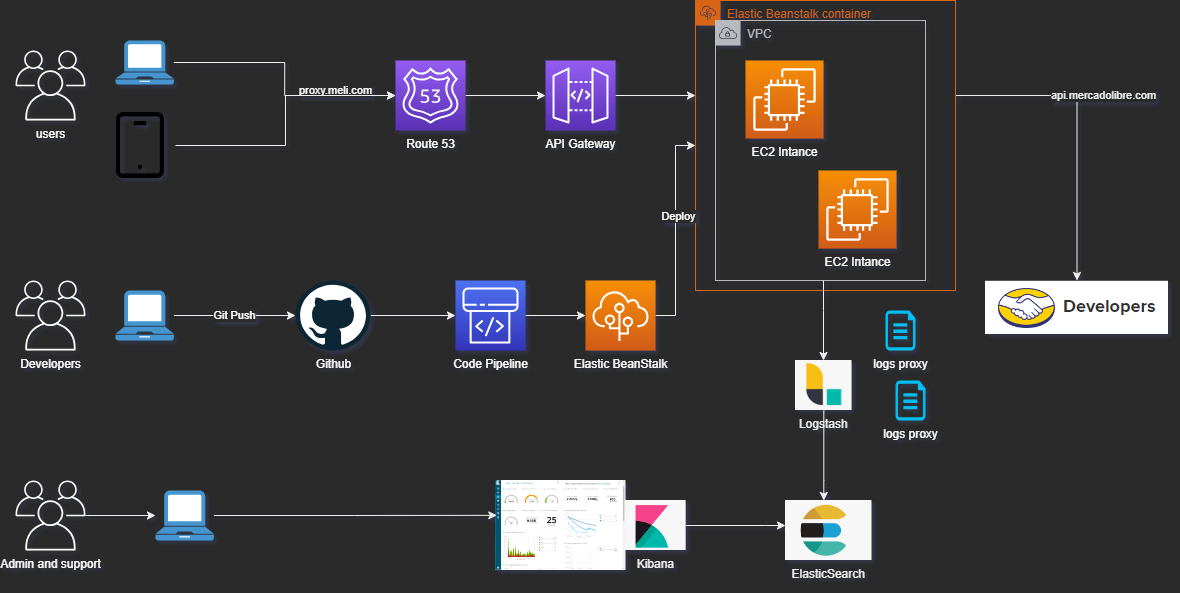 Elastic Beanstalk container
VPC
users
proxy.meli.com
53
Route 53
API Gateway
EC2 Intance
api.mercadolibre.com
EC2 Intance
Deploy
Developers
Git Push
Github
Code Pipeline
Elastic BeanStalk
logs proxy
Developers
Logstash
logs proxy
Admin and support
25
Kibana
ElasticSearch